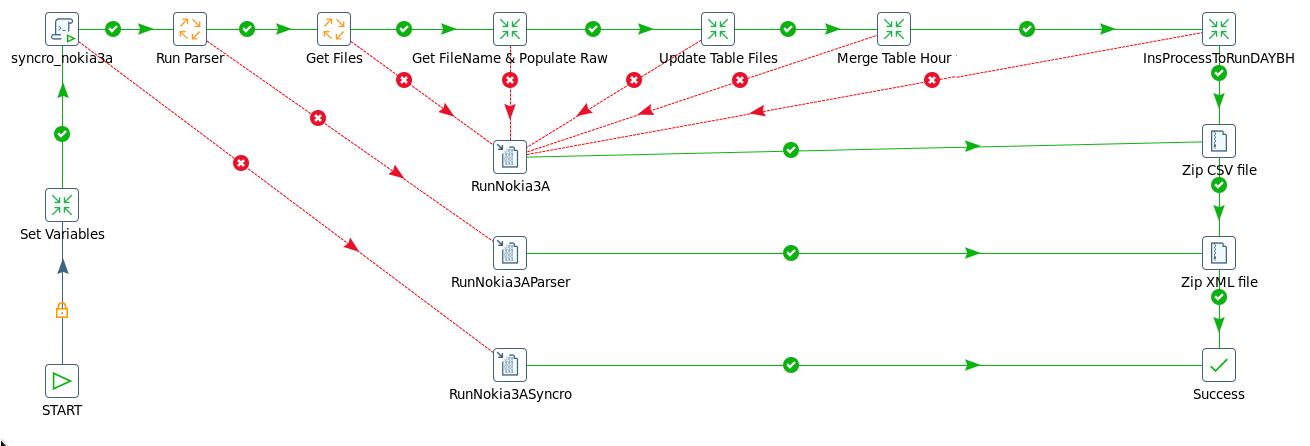 syncro_nokia3a
Run Parser
Get Files
Get FileName & Populate Raw
Update Table Files
Merge Table Hour
InsProcessToRunDAYBH
RunNokia3A
Zip CSV file
Set Variables
RunNokia3AParser
Zip XML file
RunNokia3ASyncro
Success
START